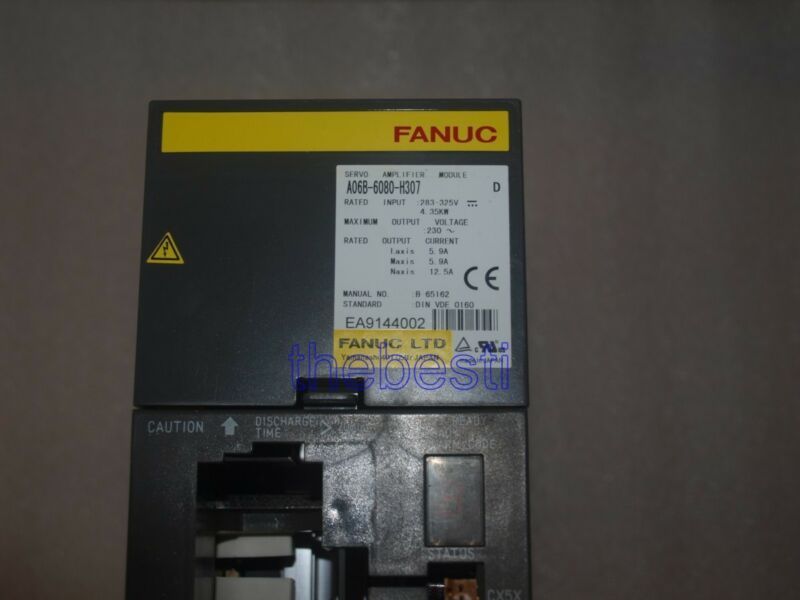 FANUC
SERVO AMPLIFIER MODULE
A06B-6080-H307 D
RATED INPUT :283-325V
4.35KW
MAXIMUM OUTPUT VOLTAGE
:230 ~
RATED OUTPUT CURRENT
Laxis 5.9A
Maxis 5.9A
Naxis 12.5A
CE
MANUAL NO. :B-65162
STANDARD :DIN VDE 0160
EA9144002
FANUC LTD
thebesti
CAUTION DISCHARGE
TIME
READY
STATUS
CX5X